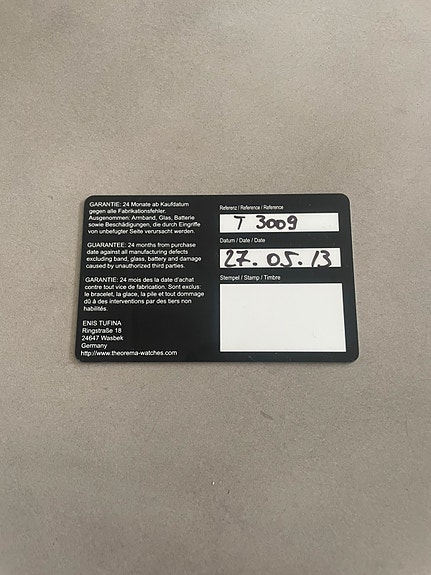 GARANTIE: 24 Monate ab Kaufdatum
gegen alle Fabrikationsfehler.
Ausgenommen: Armband, Glas, Batterie
sowie Beschädigungen, die durch Eingriffe
von unbefugter Seite verursacht werden.
GUARANTEE: 24 months from purchase
date against all manufacturing defects
excluding band, glass, battery and damage
caused by unauthorized third parties.
GARANTIE: 24 mois des la date d'achat
contre tout vice de fabrication. Sont exclus:
le bracelet, la glace, la pile et tout dommage
dû à des interventions par des tiers non
habilités.
ENIS TUFINA
Ringstraße 18
24647 Wasbek
Germany
http://www.theorema-watches.com
Referenz / Reference / Reference
T 3009
Datum / Date / Date
27.05.13
Stempel / Stamp / Timbre